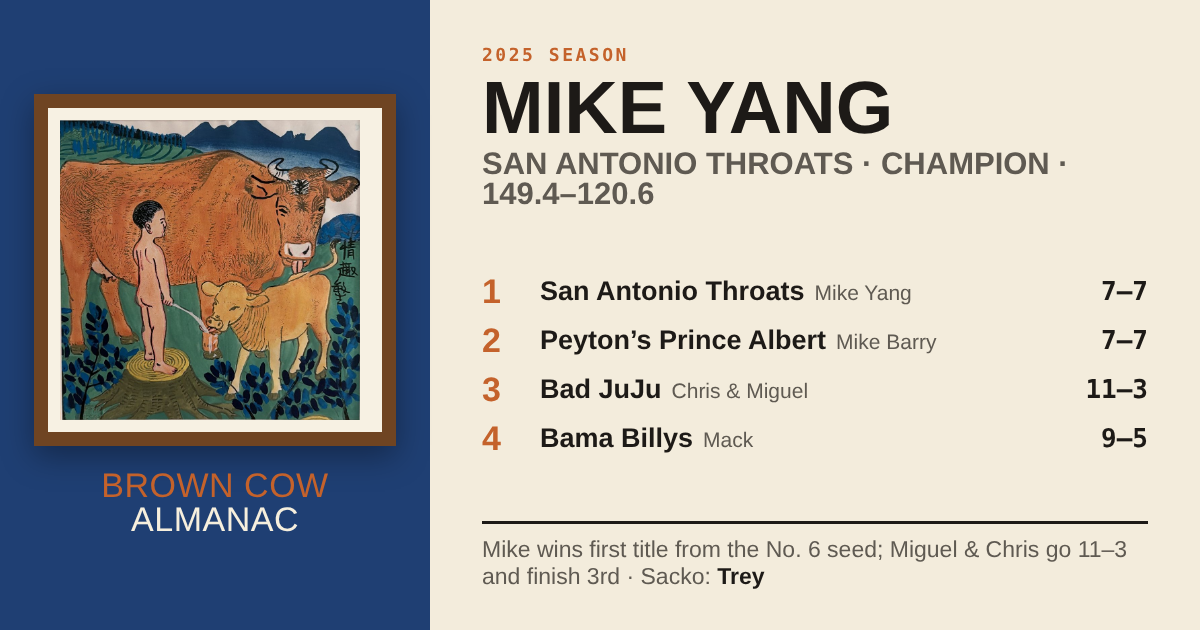 2025 SEASON
MIKE YANG
SAN ANTONIO THROATS · CHAMPION ·
149.4–120.6
1 San Antonio Throats Mike Yang 7–7
2 Peyton’s Prince Albert Mike Barry 7–7
3 Bad JuJu Chris & Miguel 11–3
4 Bama Billys Mack 9–5
Mike wins first title from the No. 6 seed; Miguel & Chris go 11–3
and finish 3rd · Sacko: Trey
情
趣
BROWN COW
ALMANAC